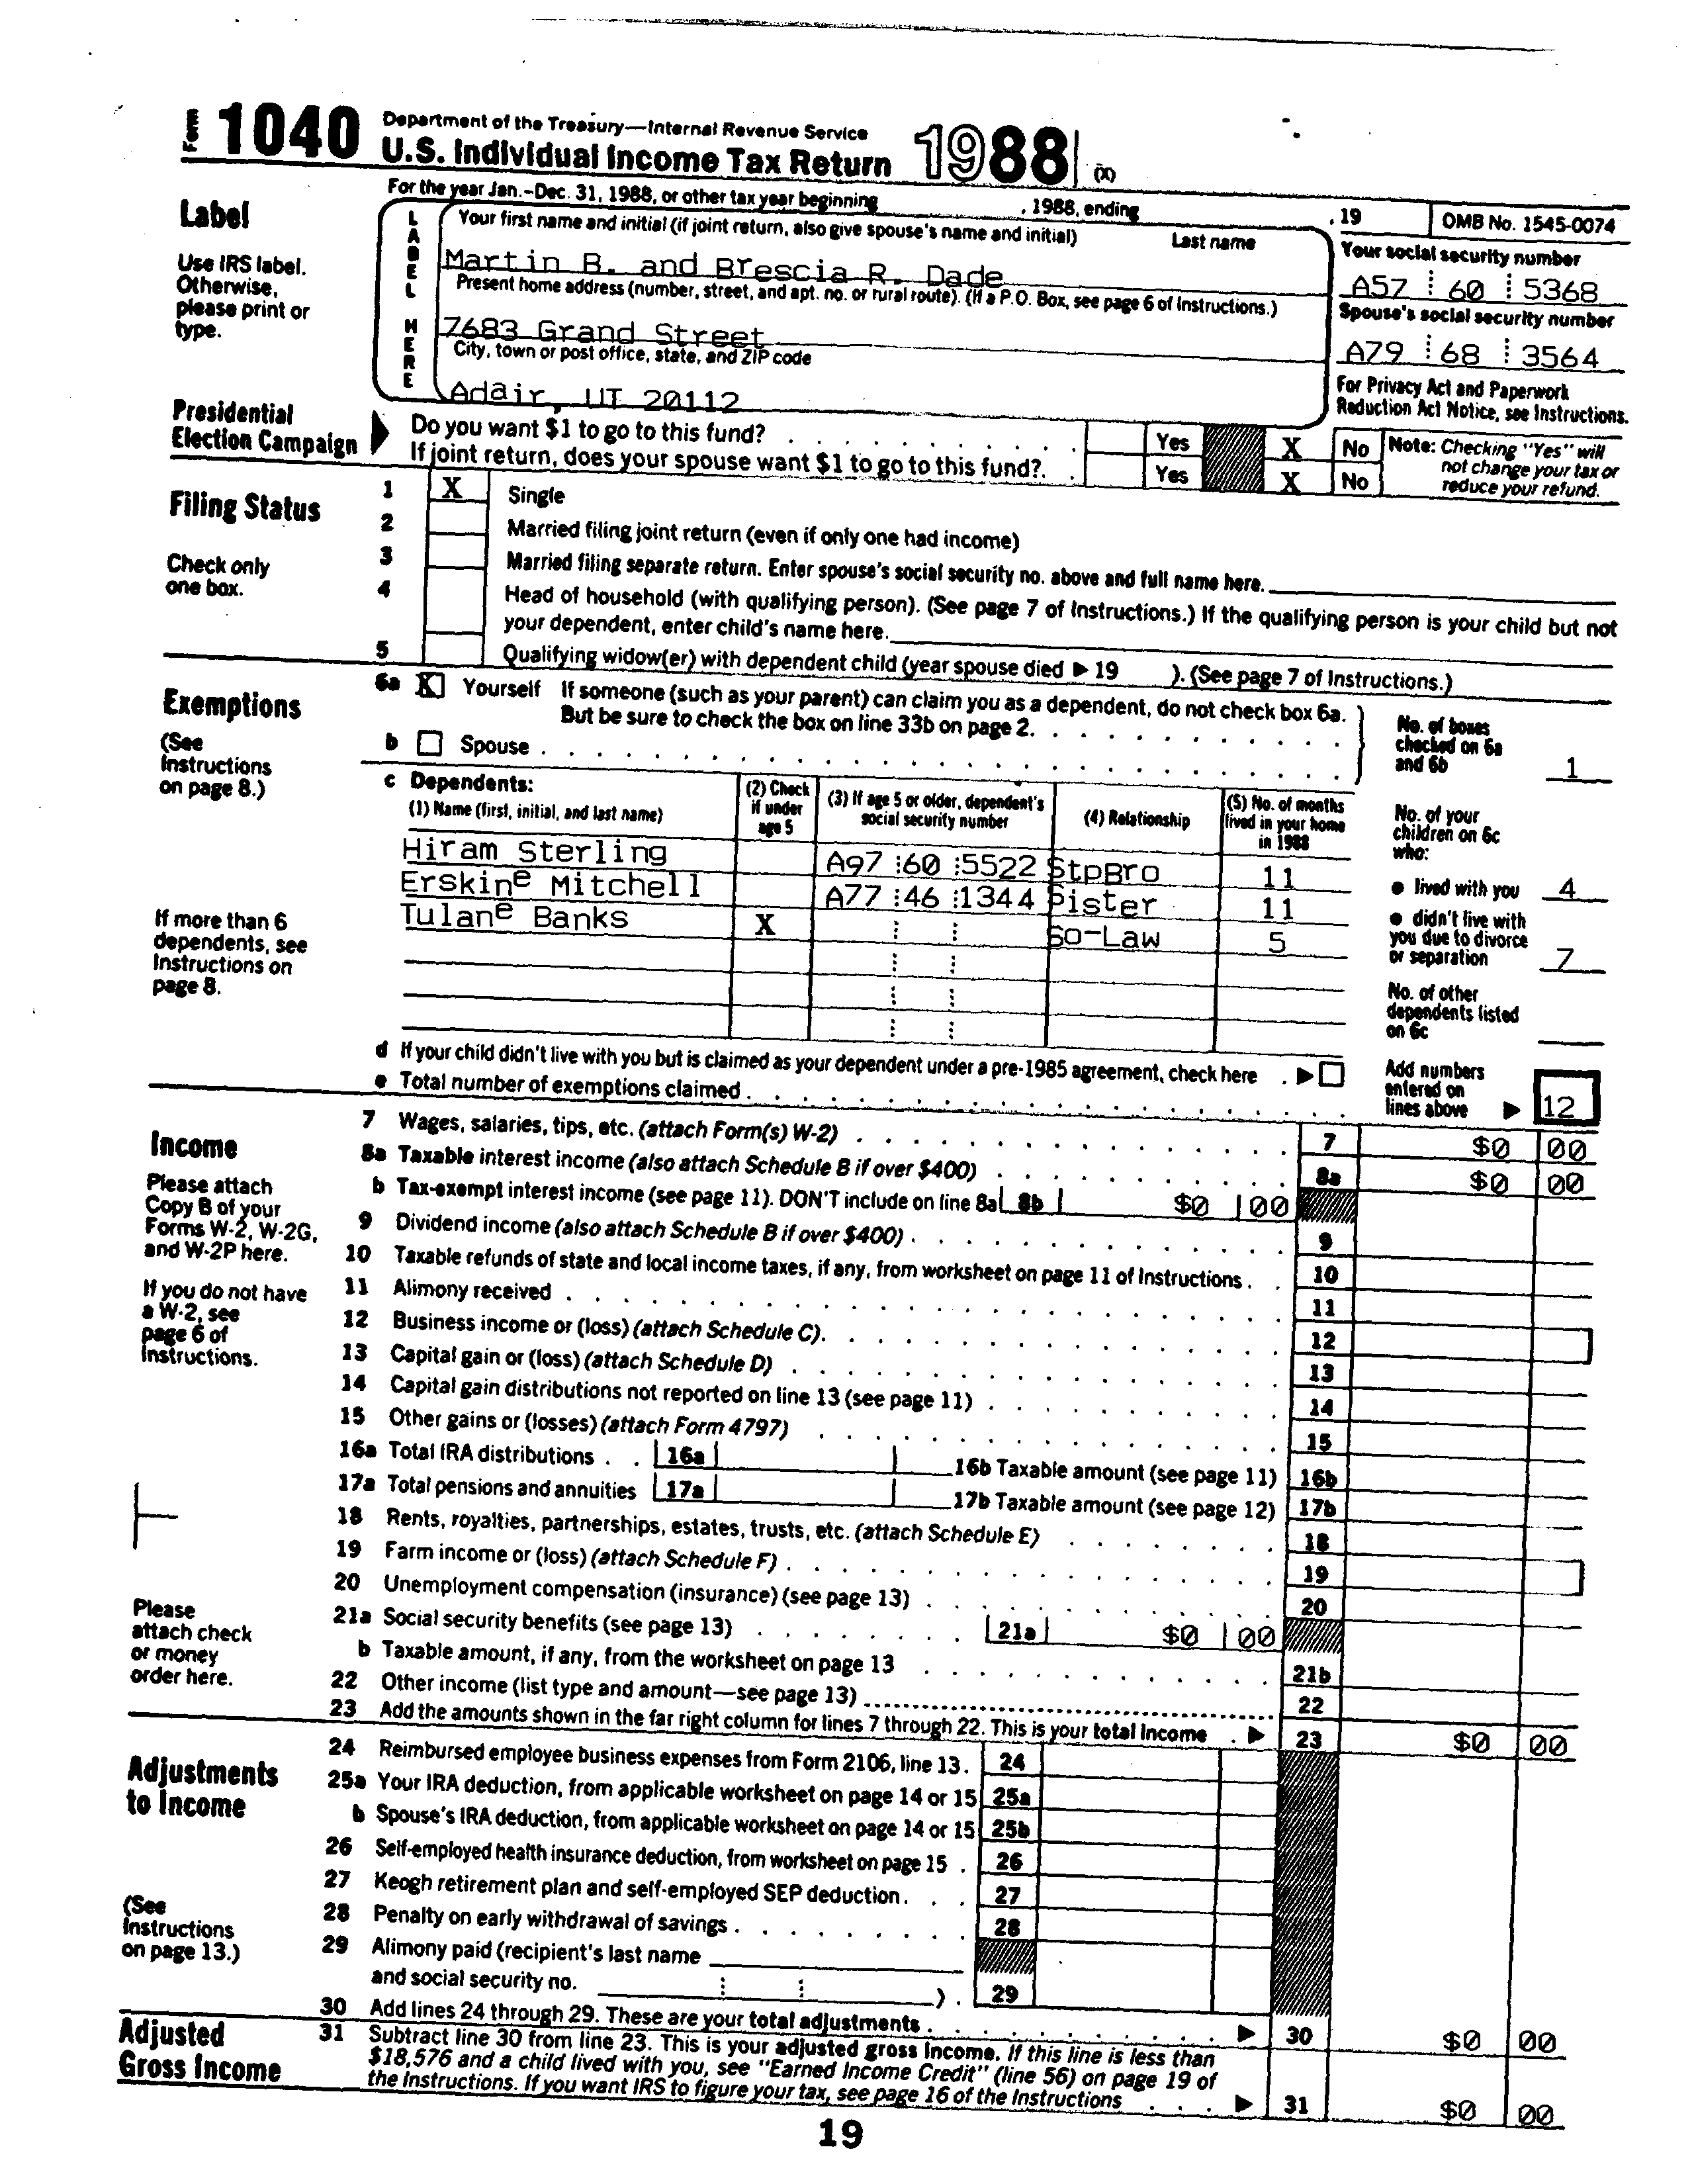 Form 1040 Department of the Treasury—Internal Revenue Service
U.S. Individual Income Tax Return 1988 (X)
For the year Jan.–Dec. 31, 1988, or other tax year beginning , 1988, ending , 19 OMB No. 1545-0074
Label
Use IRS label.
Otherwise,
please print or
type.
LABEL HERE
Your first name and initial (if joint return, also give spouse's name and initial) Last name
Martin B. and Brescia R. Dade
Your social security number
A57 60 5368
Present home address (number, street, and apt. no. or rural route). (If a P.O. Box, see page 6 of Instructions.)
7683 Grand Street
Spouse's social security number
A79 68 3564
City, town or post office, state, and ZIP code
Adair, UT 20112
For Privacy Act and Paperwork
Reduction Act Notice, see Instructions.
Presidential
Election Campaign
Do you want $1 to go to this fund? . . . . . . . . . . Yes X No
If joint return, does your spouse want $1 to go to this fund?. . Yes X No
Note: Checking "Yes" will
not change your tax or
reduce your refund.
Filing Status
Check only
one box.
1 X Single
2 Married filing joint return (even if only one had income)
3 Married filing separate return. Enter spouse's social security no. above and full name here.
4 Head of household (with qualifying person). (See page 7 of Instructions.) If the qualifying person is your child but not
your dependent, enter child's name here.
5 Qualifying widow(er) with dependent child (year spouse died ▶ 19 ). (See page 7 of Instructions.)
Exemptions
(See
Instructions
on page 8.)
6a X Yourself If someone (such as your parent) can claim you as a dependent, do not check box 6a.
But be sure to check the box on line 33b on page 2. . . . . . . . . . .
b Spouse . . . . . . . . . . . . . . . . . . . .
No. of boxes
checked on 6a
and 6b 1
c Dependents:
(1) Name (first, initial, and last name)
(2) Check
if under
age 5
(3) If age 5 or older, dependent's
social security number
(4) Relationship
(5) No. of months
lived in your home
in 1988
Hiram Sterling A97 60 5522 StpBro 11
Erskine Mitchell A77 46 1344 Sister 11
Tulane Banks X So-Law 5
If more than 6
dependents, see
Instructions on
page 8.
No. of your
children on 6c
who:
● lived with you 4
● didn't live with
you due to divorce
or separation 7
No. of other
dependents listed
on 6c
d If your child didn't live with you but is claimed as your dependent under a pre-1985 agreement, check here . ▶
e Total number of exemptions claimed . . . . . . . . . . . . . . . . . . .
Add numbers
entered on
lines above ▶ 12
Income
Please attach
Copy B of your
Forms W-2, W-2G,
and W-2P here.
If you do not have
a W-2, see
page 6 of
Instructions.
7 Wages, salaries, tips, etc. (attach Form(s) W-2) . . . . . . . . . . . . . 7 $0 00
8a Taxable interest income (also attach Schedule B if over $400) . . . . . . . . . 8a $0 00
b Tax-exempt interest income (see page 11). DON'T include on line 8a 8b $0 00
9 Dividend income (also attach Schedule B if over $400) . . . . . . . . . . . 9
10 Taxable refunds of state and local income taxes, if any, from worksheet on page 11 of Instructions . . 10
11 Alimony received . . . . . . . . . . . . . . . . . . . . 11
12 Business income or (loss) (attach Schedule C). . . . . . . . . . . . . . 12
13 Capital gain or (loss) (attach Schedule D) . . . . . . . . . . . . . . . 13
14 Capital gain distributions not reported on line 13 (see page 11) . . . . . . . . . 14
15 Other gains or (losses) (attach Form 4797) . . . . . . . . . . . . . . 15
16a Total IRA distributions . . 16a 16b Taxable amount (see page 11) 16b
17a Total pensions and annuities 17a 17b Taxable amount (see page 12) 17b
18 Rents, royalties, partnerships, estates, trusts, etc. (attach Schedule E) . . . . . . . 18
19 Farm income or (loss) (attach Schedule F) . . . . . . . . . . . . . . . 19
20 Unemployment compensation (insurance) (see page 13) . . . . . . . . . . . 20
21a Social security benefits (see page 13) . . . . . . . . 21a $0 00
b Taxable amount, if any, from the worksheet on page 13 . . . . . . . . . . . 21b
22 Other income (list type and amount—see page 13) 22
23 Add the amounts shown in the far right column for lines 7 through 22. This is your total income . ▶ 23 $0 00
Please
attach check
or money
order here.
Adjustments
to Income
(See
Instructions
on page 13.)
24 Reimbursed employee business expenses from Form 2106, line 13 . 24
25a Your IRA deduction, from applicable worksheet on page 14 or 15 25a
b Spouse's IRA deduction, from applicable worksheet on page 14 or 15 25b
26 Self-employed health insurance deduction, from worksheet on page 15 . 26
27 Keogh retirement plan and self-employed SEP deduction . . . 27
28 Penalty on early withdrawal of savings . . . . . . . . 28
29 Alimony paid (recipient's last name
and social security no. ) . 29
30 Add lines 24 through 29. These are your total adjustments . . . . . . . . . . ▶ 30 $0 00
Adjusted
Gross Income
31 Subtract line 30 from line 23. This is your adjusted gross income. If this line is less than
$18,576 and a child lived with you, see "Earned Income Credit" (line 56) on page 19 of
the Instructions. If you want IRS to figure your tax, see page 16 of the Instructions . . . ▶ 31 $0 00
19